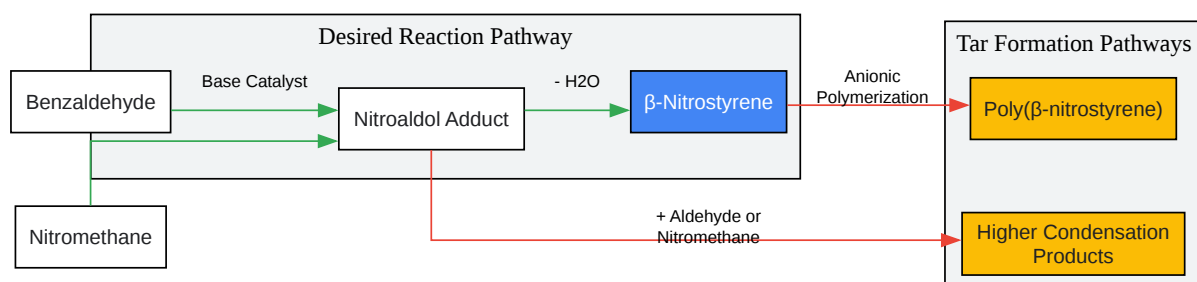 Desired Reaction Pathway
Tar Formation Pathways
Benzaldehyde
Base Catalyst
Nitroaldol Adduct
- H2O
β-Nitrostyrene
Anionic
Polymerization
Poly(β-nitrostyrene)
Nitromethane
+ Aldehyde or
Nitromethane
Higher Condensation
Products